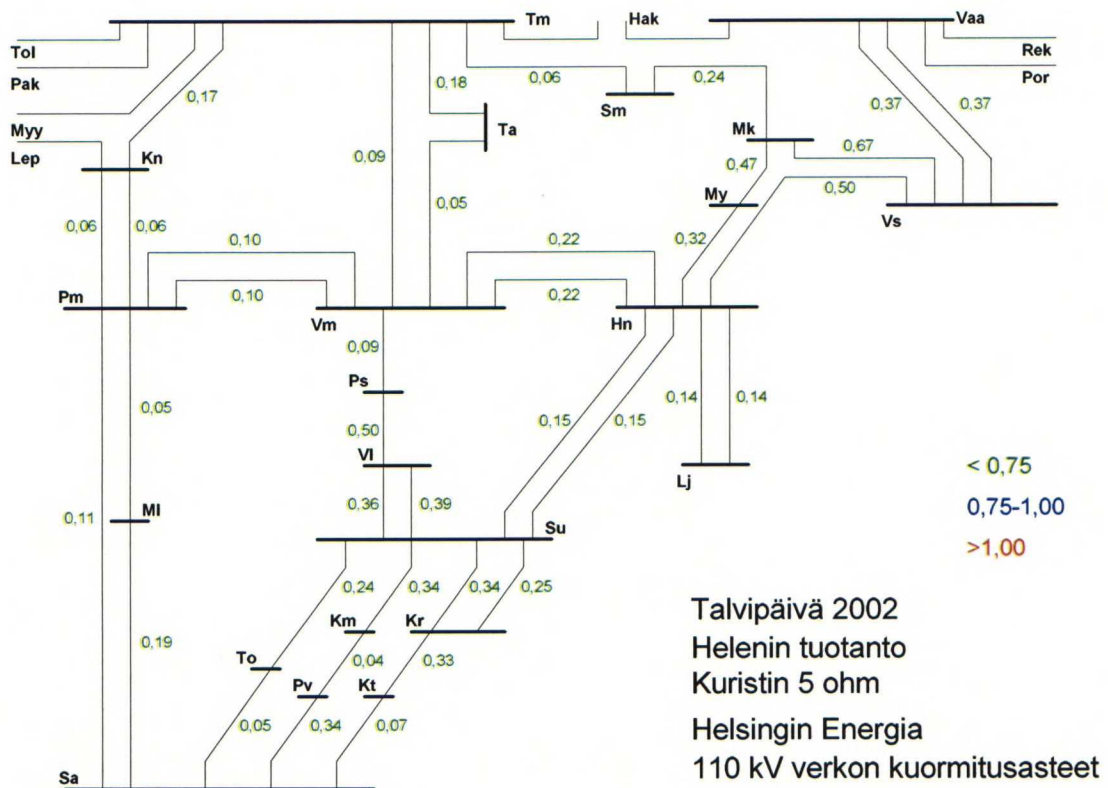 Tm
Hak
Vaa
Tol
Rek
Pak
0,17
0,18
0,06
0,24
Por
Sm
0,37
0,37
Myy
Ta
Mk
Lep
Kn
0,09
0,67
0,47
0,50
My
0,05
Vs
0,06
0,06
0,10
0,22
0,32
Pm
0,10
0,22
Vm
Hn
0,09
Ps
0,05
0,15
0,15
0,14
0,14
0,50
Vl
Lj
< 0,75
0,36
0,39
0,75-1,00
0,11
Ml
Su
>1,00
0,24
0,34
0,34
0,25
Talvipäivä 2002
Km
Kr
0,19
0,04
0,33
Helenin tuotanto
To
Pv
Kt
Kuristin 5 ohm
0,05
0,34
0,07
Helsingin Energia
Sa
110 kV verkon kuormitusasteet